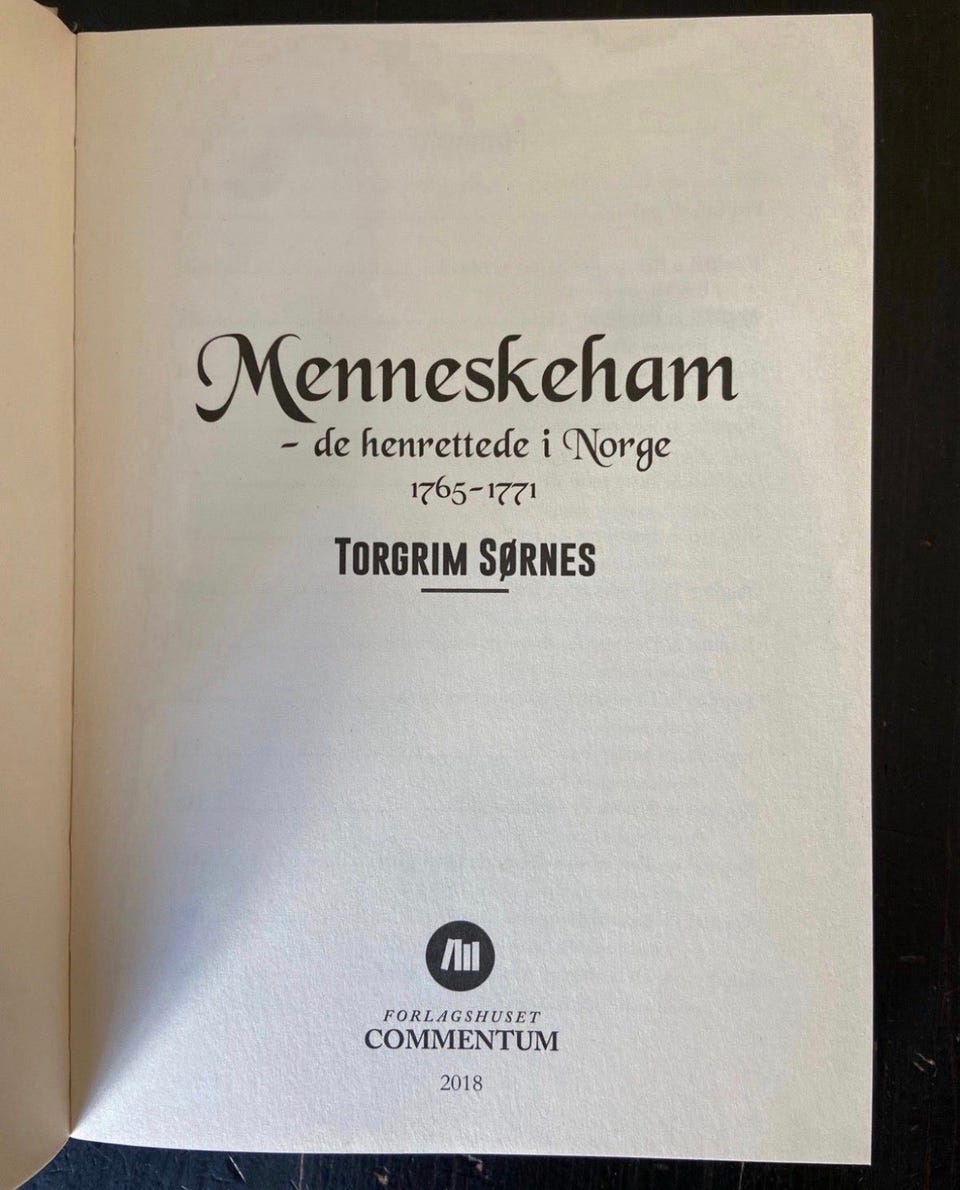 Menneskeham
– de henrettede i Norge
1765–1771
TORGRIM SØRNES
FORLAGSHUSET
COMMENTUM
2018